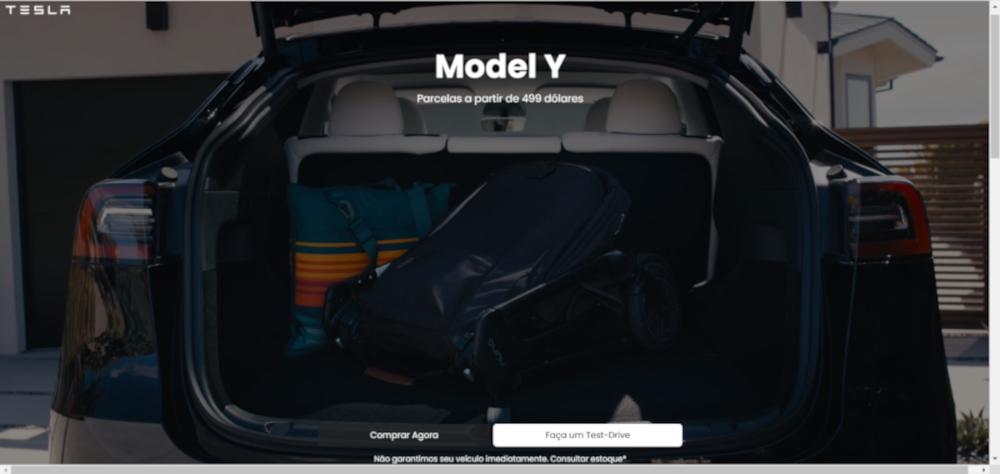 TESLA
Model Y
Parcelas a partir de 499 dólares
Comprar Agora
Faça um Test-Drive
Não garantimos seu veículo imediatamente. Consultar estoque*